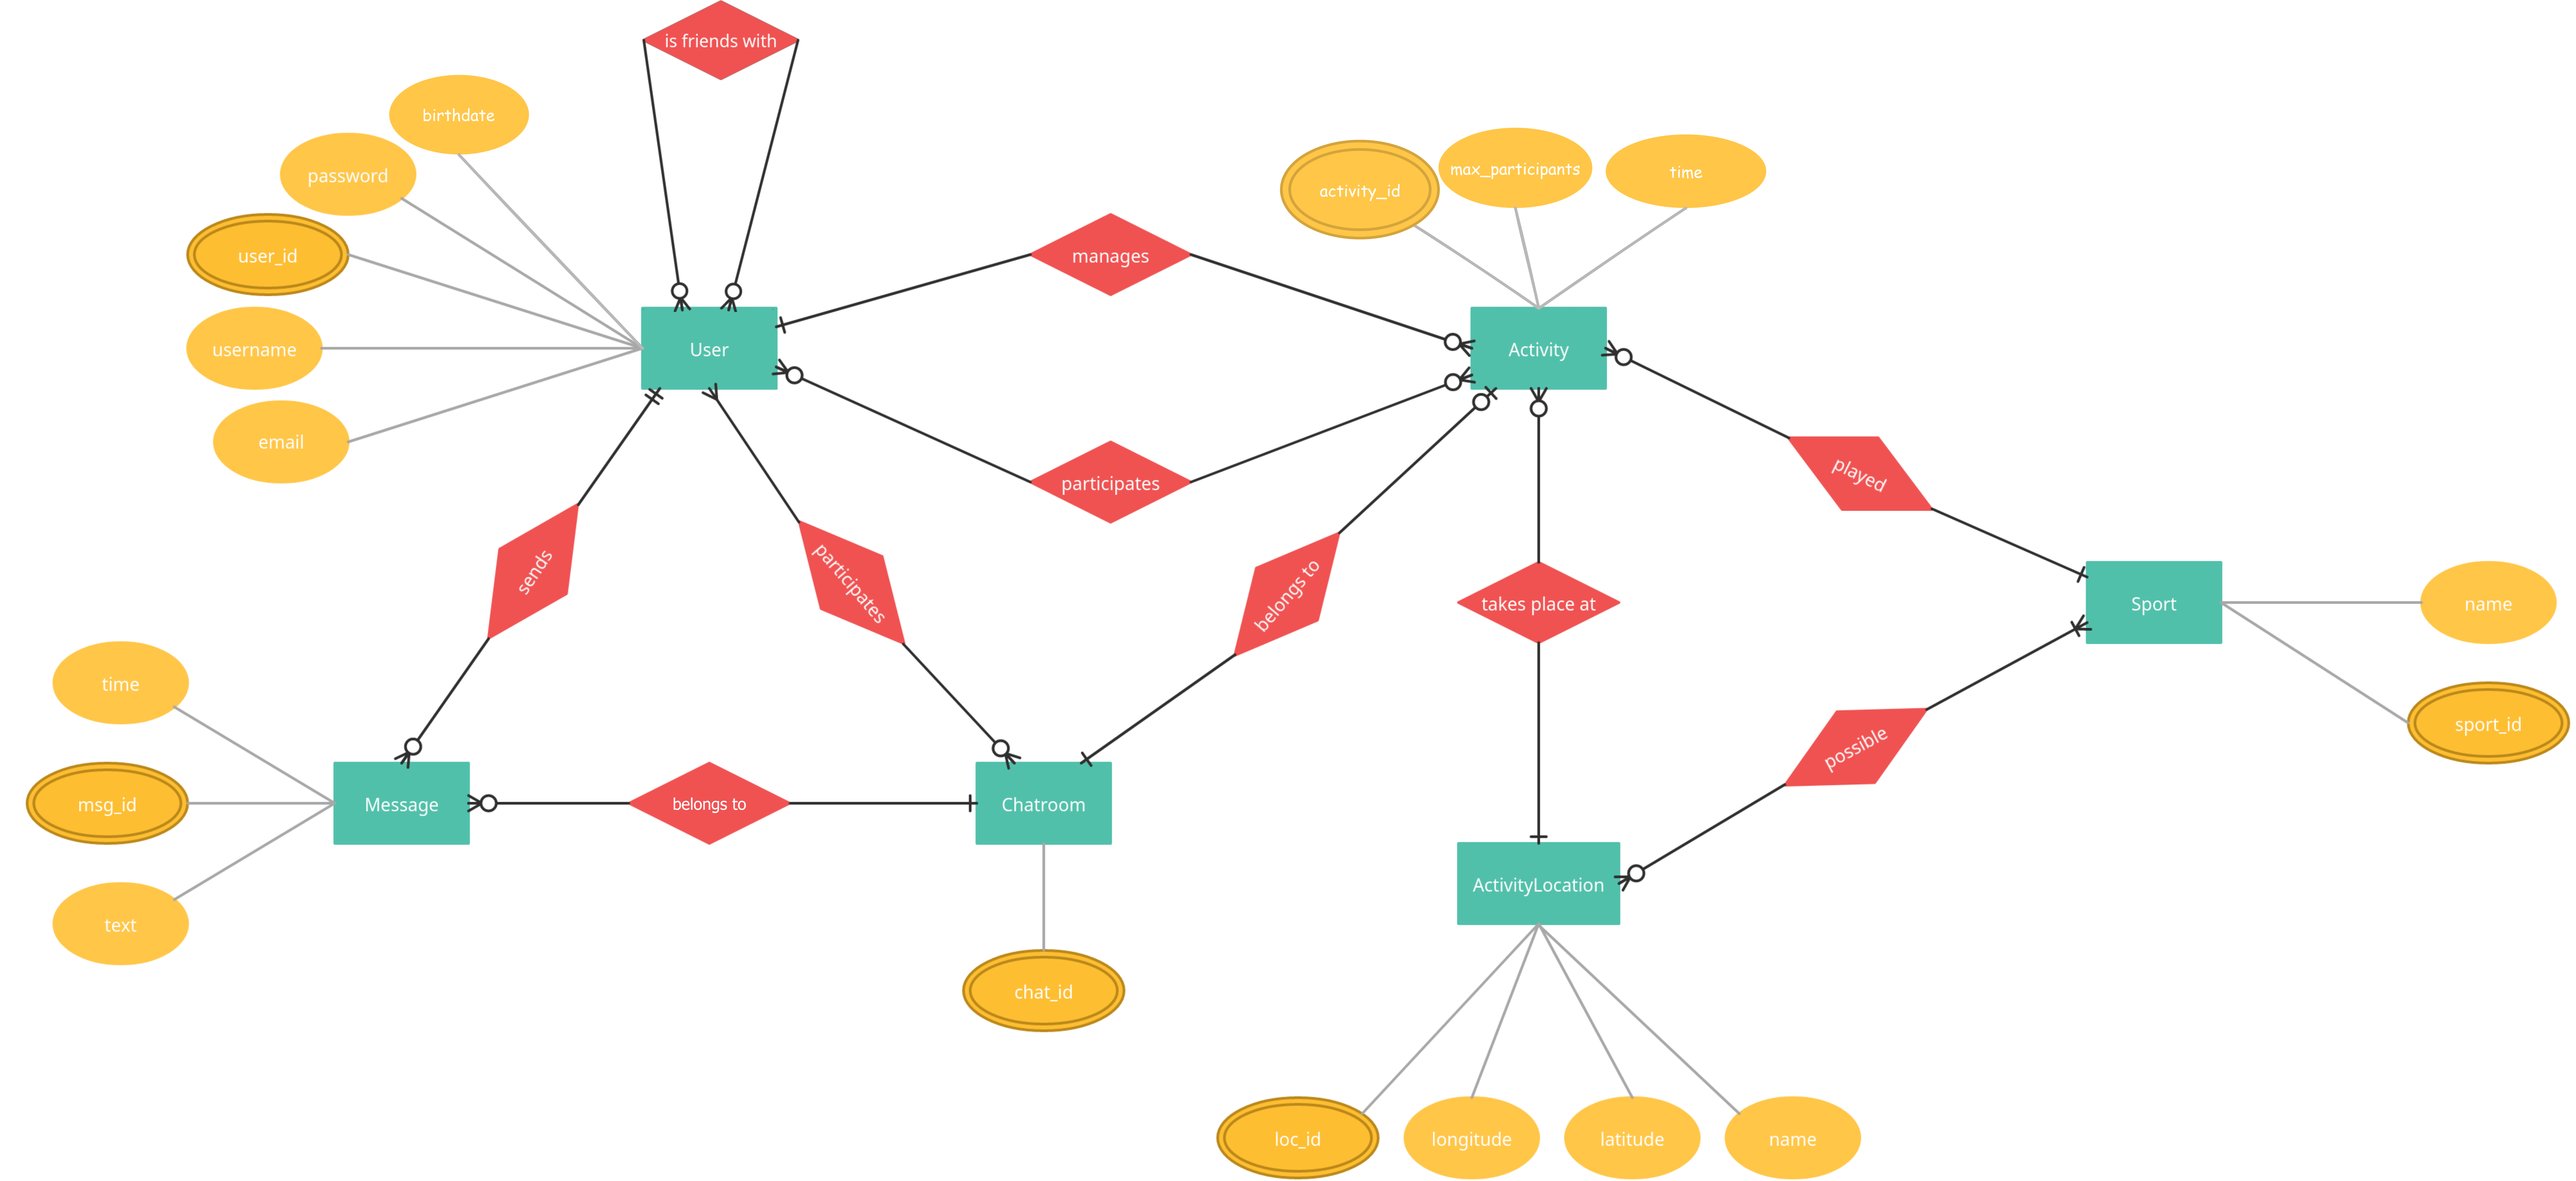 is friends with
birthdate
password
user_id
username
email
User
manages
participates
activity_id
max_participants
time
Activity
played
sends
participates
belongs to
takes place at
Sport
name
sport_id
possible
time
msg_id
text
Message
belongs to
Chatroom
chat_id
ActivityLocation
loc_id
longitude
latitude
name